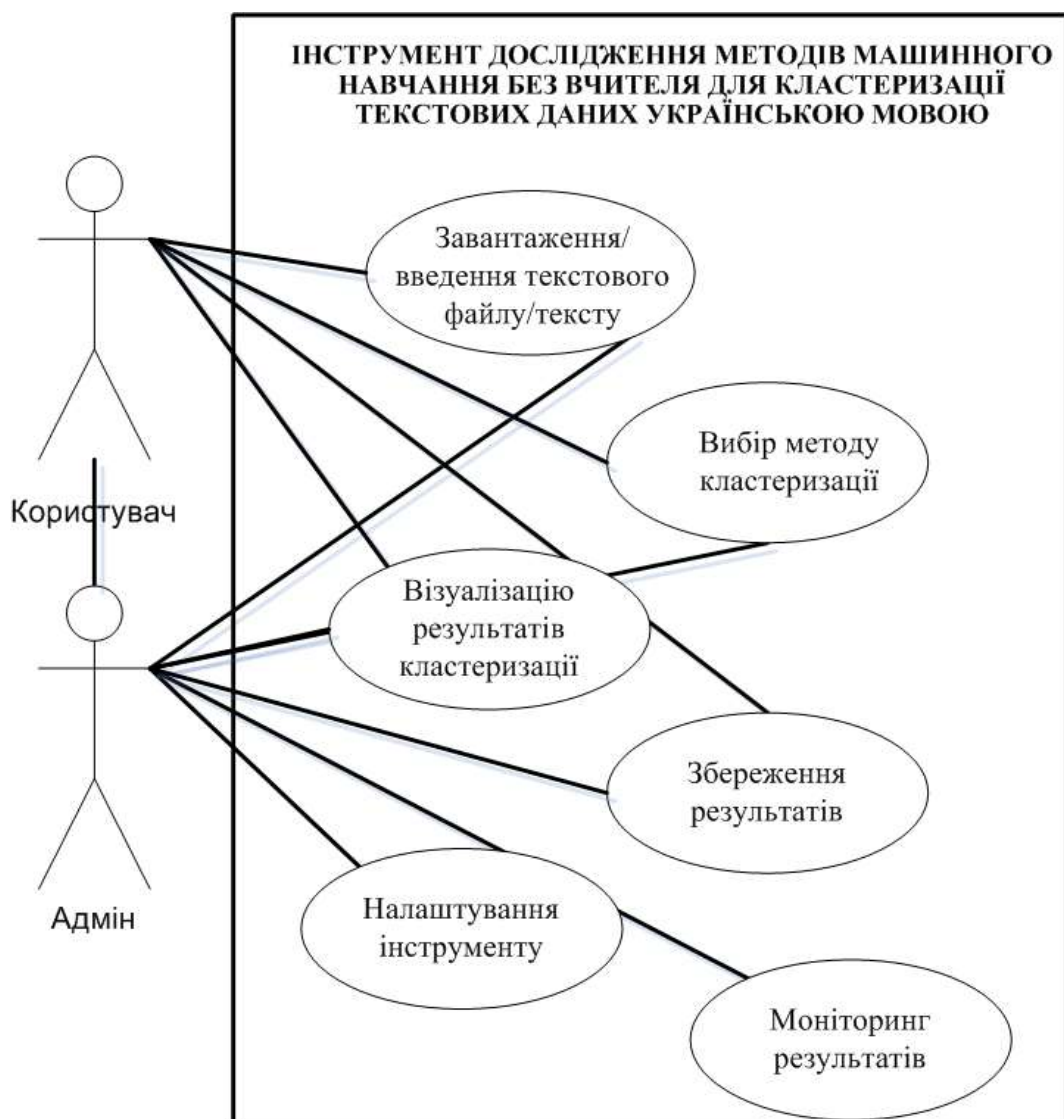 ІНСТРУМЕНТ ДОСЛІДЖЕННЯ МЕТОДІВ МАШИННОГО
НАВЧАННЯ БЕЗ ВЧИТЕЛЯ ДЛЯ КЛАСТЕРИЗАЦІЇ
ТЕКСТОВИХ ДАНИХ УКРАЇНСЬКОЮ МОВОЮ
Завантаження/
введення текстового
файлу/тексту
Вибір методу
кластеризації
Користувач
Візуалізацію
результатів
кластеризації
Збереження
результатів
Адмін
Налаштування
інструменту
Моніторинг
результатів